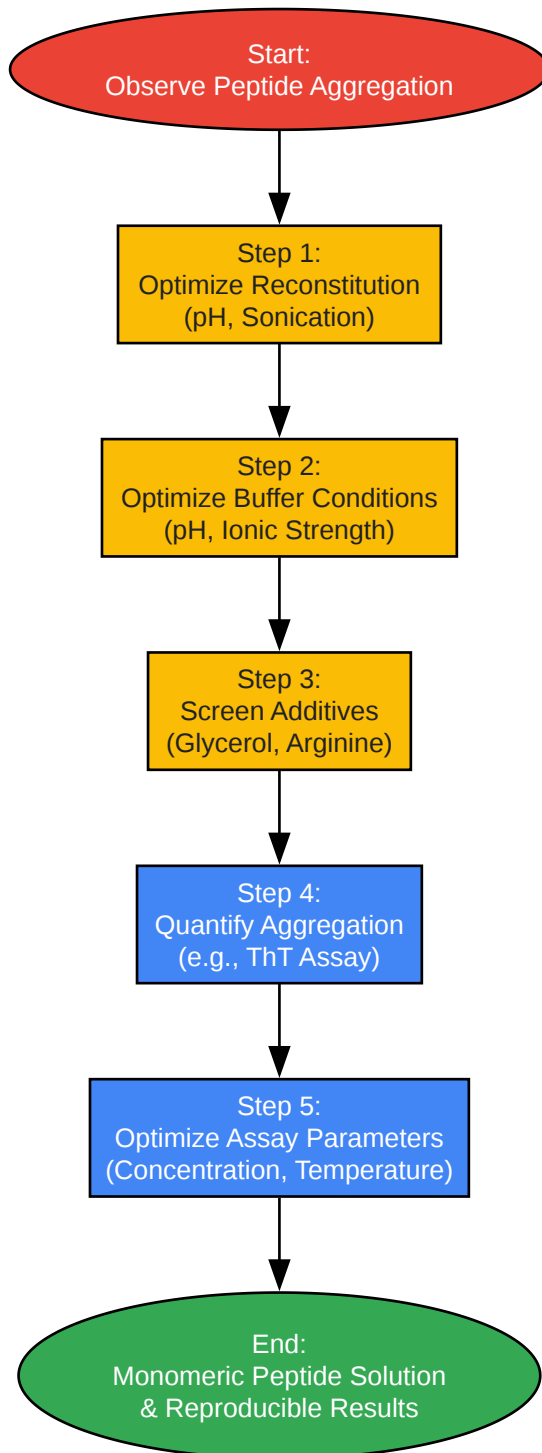 Start:
Observe Peptide Aggregation
Step 1:
Optimize Reconstitution
(pH, Sonication)
Step 2:
Optimize Buffer Conditions
(pH, Ionic Strength)
Step 3:
Screen Additives
(Glycerol, Arginine)
Step 4:
Quantify Aggregation
(e.g., ThT Assay)
Step 5:
Optimize Assay Parameters
(Concentration, Temperature)
End:
Monomeric Peptide Solution
& Reproducible Results